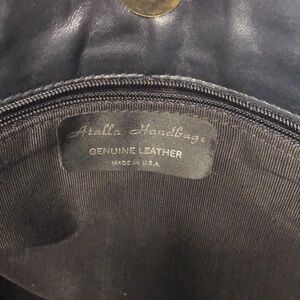 Atalla Handbags
GENUINE LEATHER
MADE IN U.S.A.